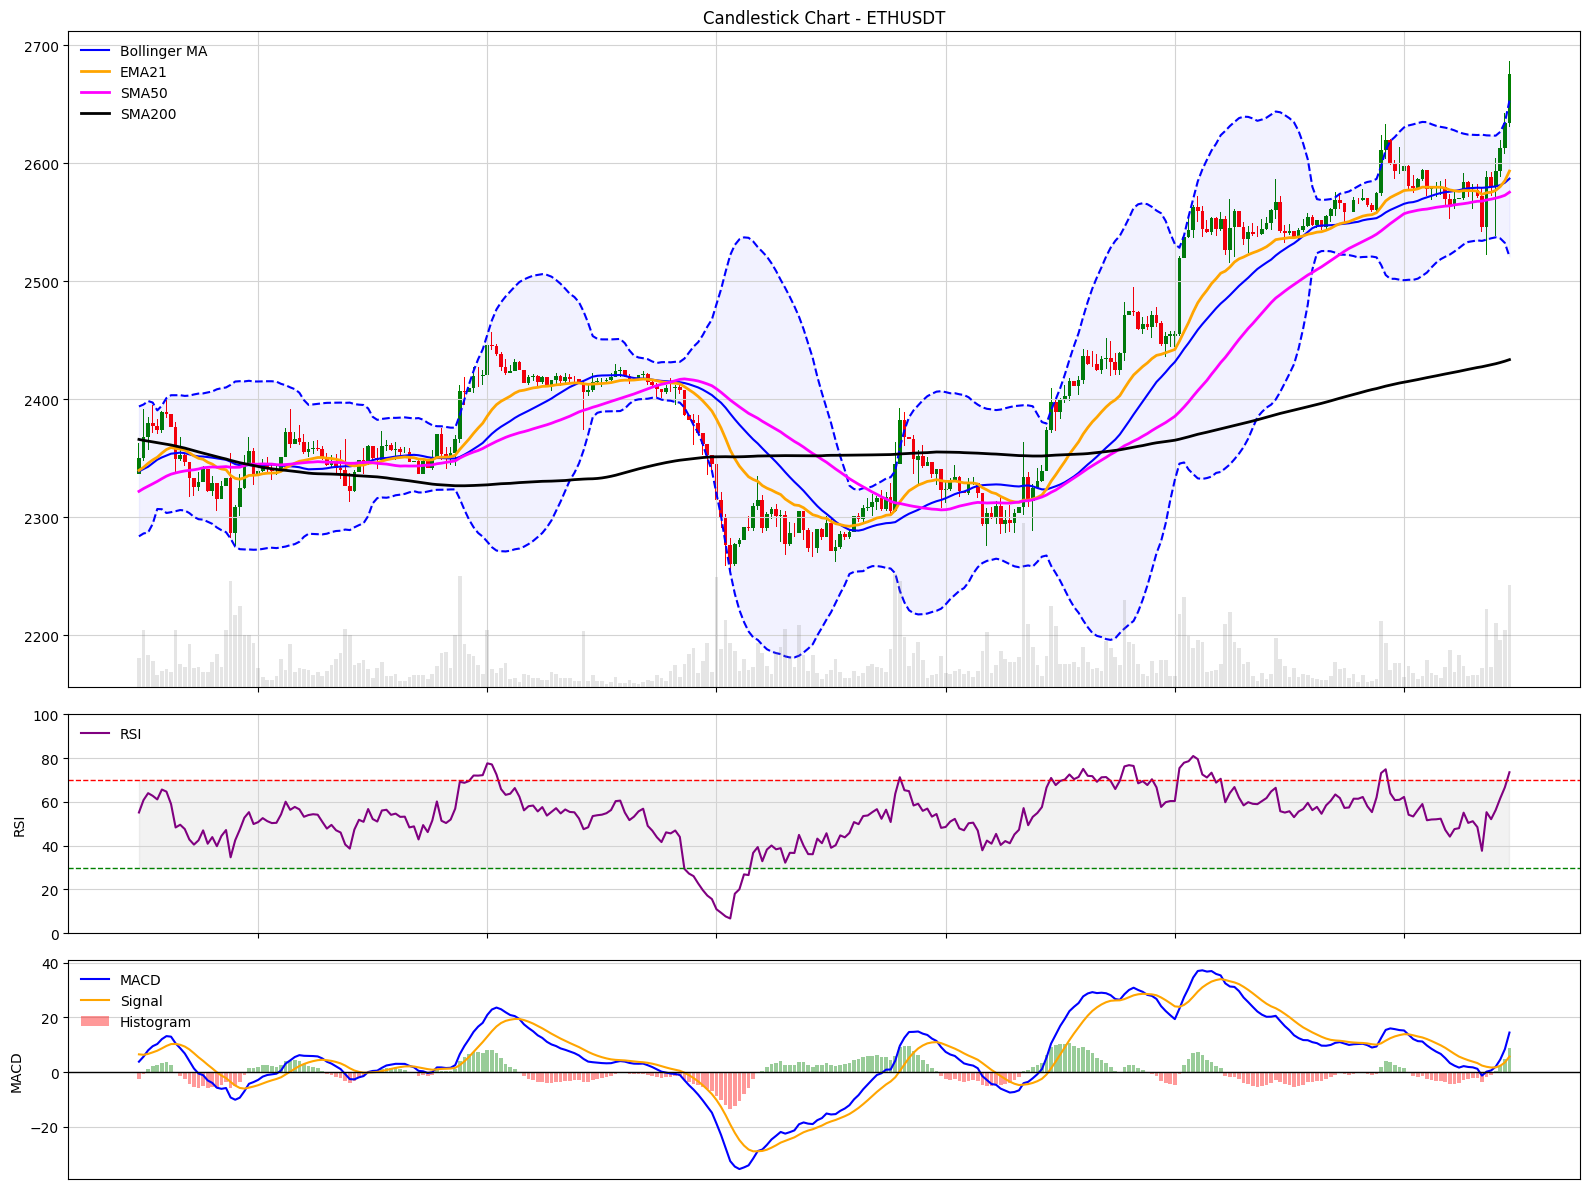 Candlestick Chart - ETHUSDT
2700
2600
2500
2400
2300
2200
Bollinger MA
EMA21
SMA50
SMA200
100
80
60
40
20
0
RSI
RSI
40
20
0
−20
MACD
MACD
Signal
Histogram